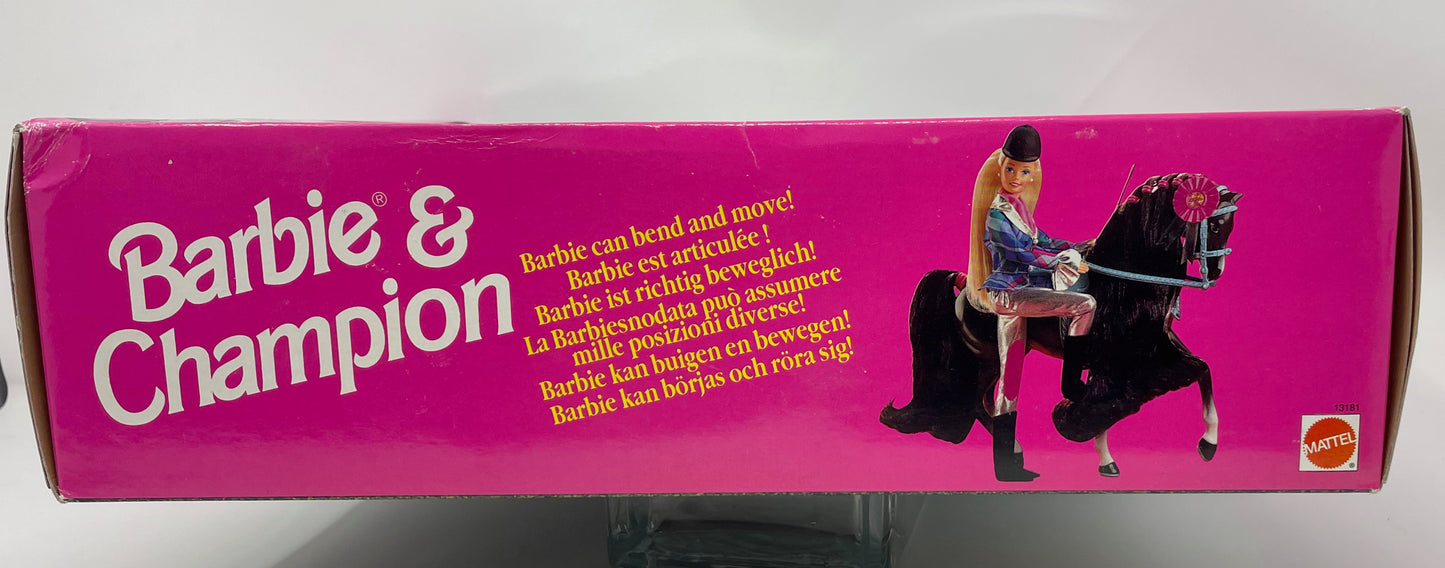 Barbie® &
Champion
Barbie can bend and move!
Barbie est articulée !
Barbie ist richtig beweglich!
La Barbiesnodata può assumere
mille posizioni diverse!
Barbie kan buigen en bewegen!
Barbie kan börjas och röra sig!
13181
MATTEL®